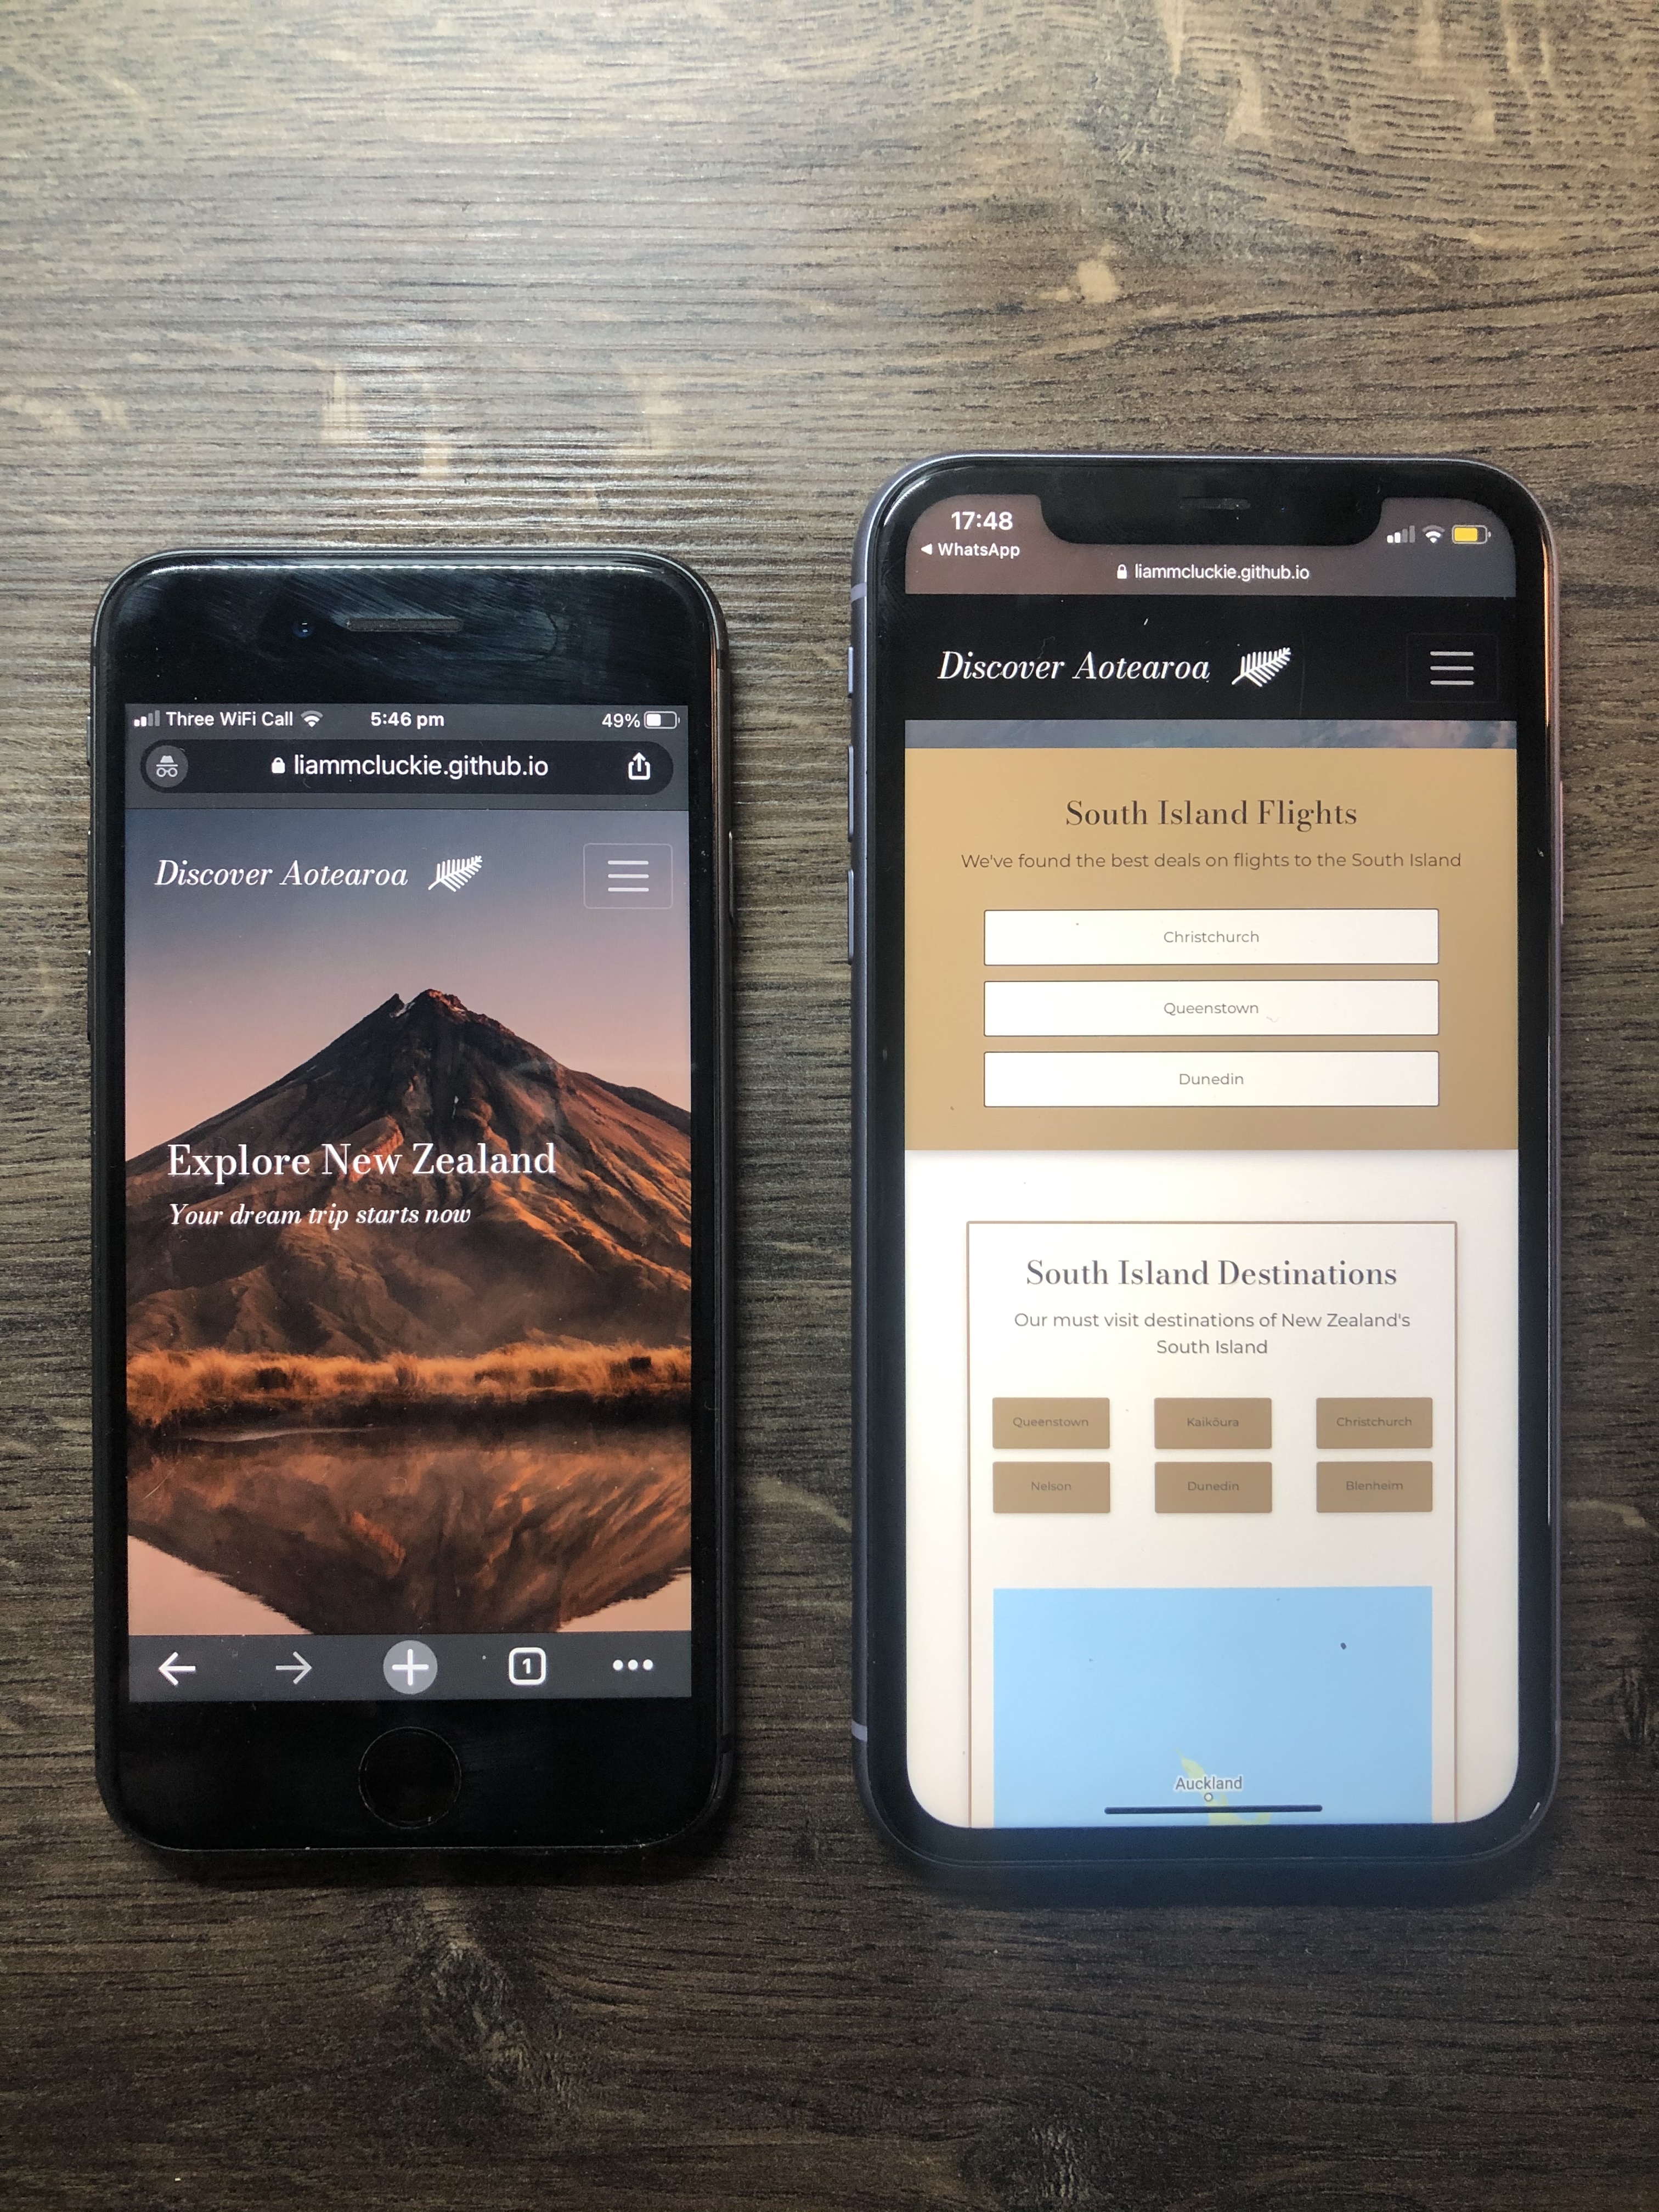 Three WiFi Call
5:46 pm
49%
liammcluckie.github.io
Discover Aotearoa
Explore New Zealand
Your dream trip starts now
1
17:48
WhatsApp
liammcluckie.github.io
Discover Aotearoa
South Island Flights
We've found the best deals on flights to the South Island
Christchurch
Queenstown
Dunedin
South Island Destinations
Our must visit destinations of New Zealand's
South Island
Queenstown
Kaikōura
Christchurch
Nelson
Dunedin
Blenheim
Auckland